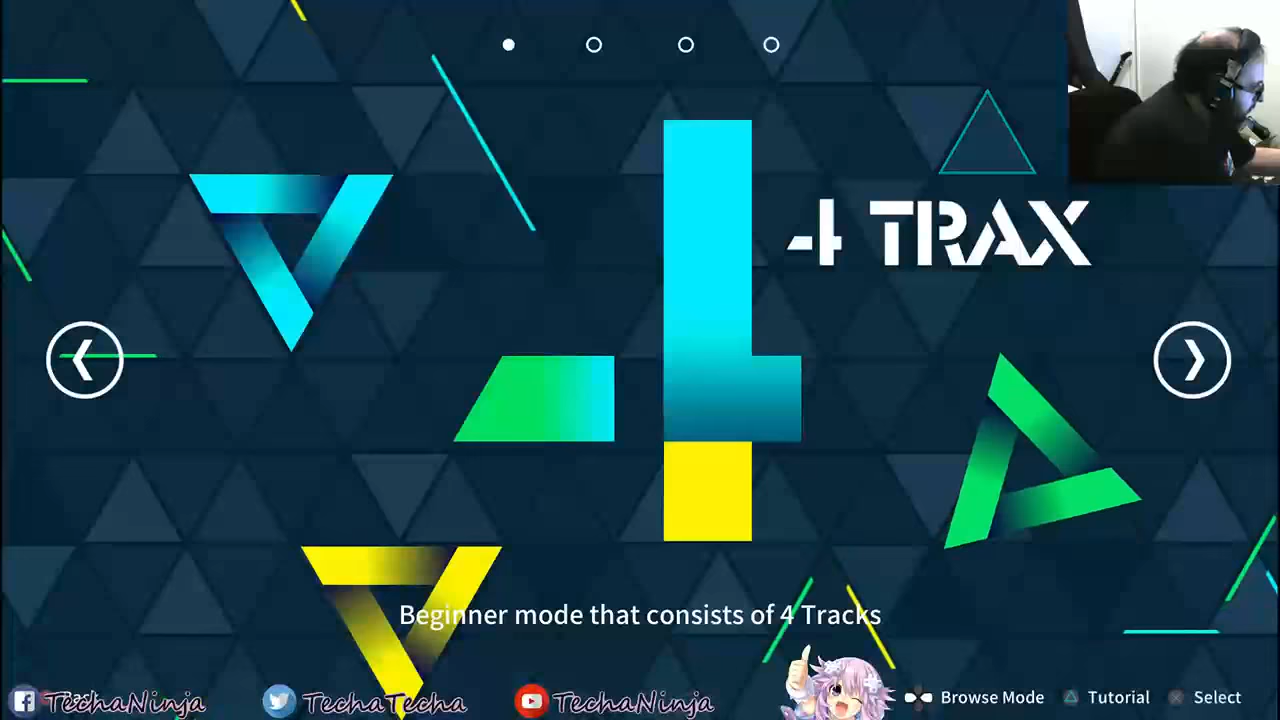 4 TRAX
Beginner mode that consists of 4 Tracks
TechaNinja
TechaTecha
TechaNinja
Browse Mode
Tutorial
Select